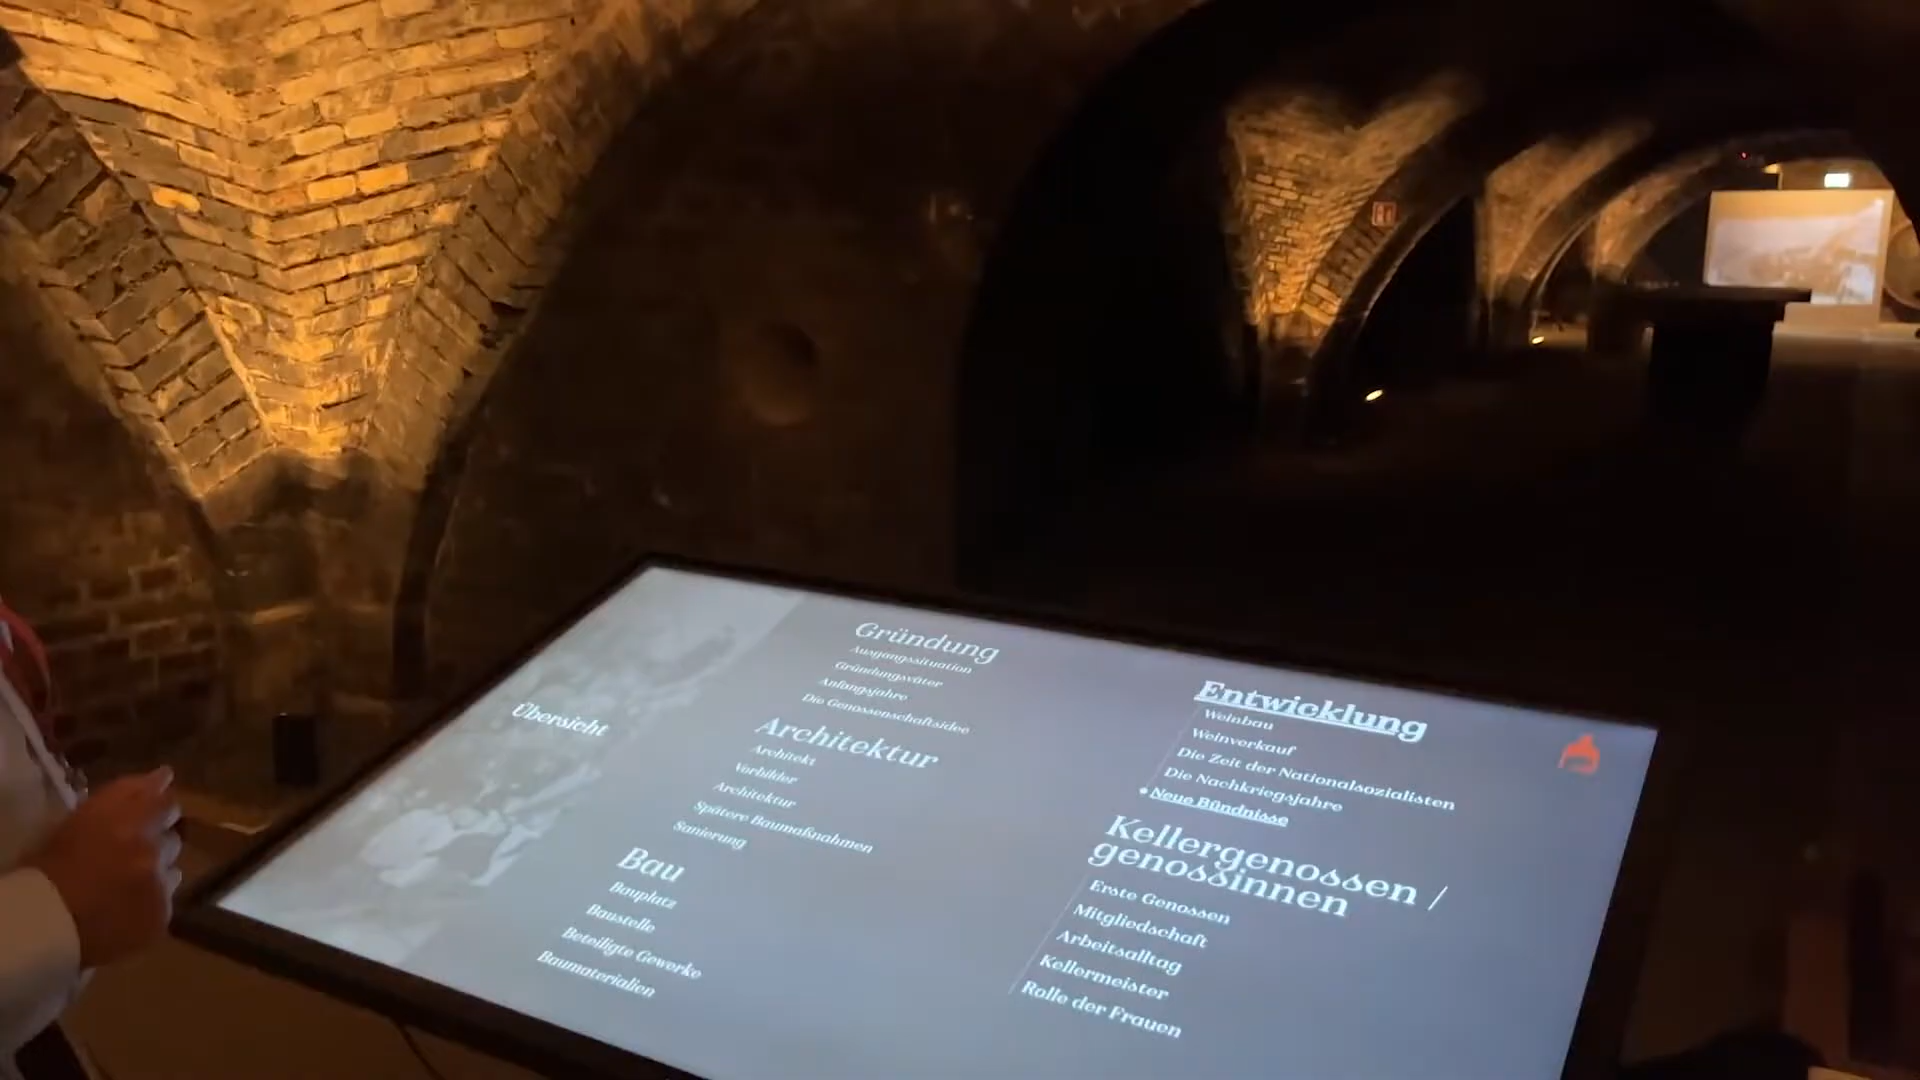 Übersicht
Gründung
Ausgangssituation
Gründungsväter
Anfangsjahre
Die Genossenschaftsidee
Architektur
Architekt
Vorbilder
Architektur
Spätere Baumaßnahmen
Sanierung
Bau
Bauplatz
Baustelle
Beteiligte Gewerke
Baumaterialien
Entwicklung
Weinbau
Weinverkauf
Die Zeit der Nationalsozialisten
Die Nachkriegsjahre
Neue Bündnisse
Kellergenossen /
genossinnen
Erste Genossen
Mitgliedschaft
Arbeitsalltag
Kellermeister
Rolle der Frauen